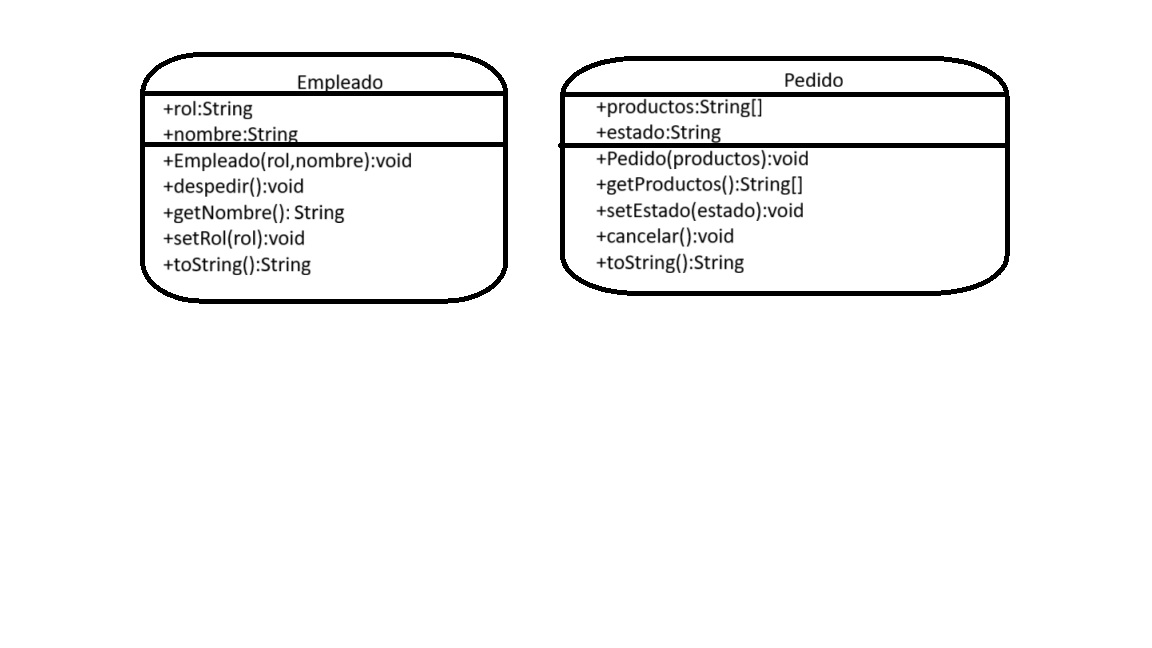 Empleado
+rol:String
+nombre:String
+Empleado(rol,nombre):void
+despedir():void
+getNombre(): String
+setRol(rol):void
+toString():String
Pedido
+productos:String[]
+estado:String
+Pedido(productos):void
+getProductos():String[]
+setEstado(estado):void
+cancelar():void
+toString():String